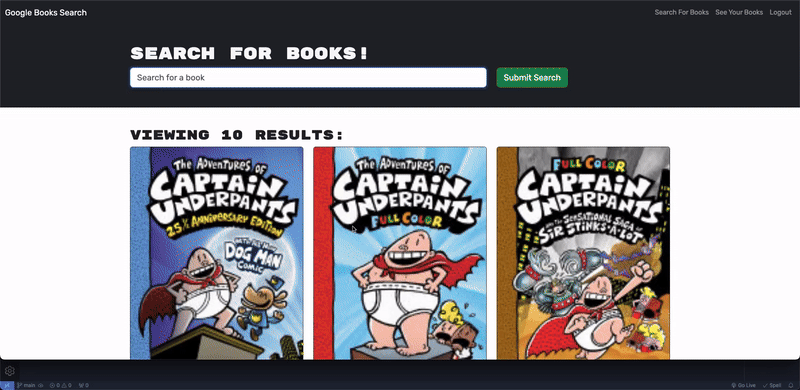 Google Books Search
Search For Books See Your Books Logout
SEARCH FOR BOOKS!
Search for a book
Submit Search
VIEWING 10 RESULTS:
THE ADVENTURES OF
CAPTAIN
UNDERPANTS
25½ ANNIVERSARY EDITION
WITH ALL-NEW
DOG MAN
COMIC
THE ADVENTURES OF
CAPTAIN
UNDERPANTS
FULL COLOR
FULL COLOR
CAPTAIN
UNDERPANTS
AND THE SENSATIONAL SAGA OF
SIR STINKS-A-LOT
main
0 0
0
Go Live
Spell